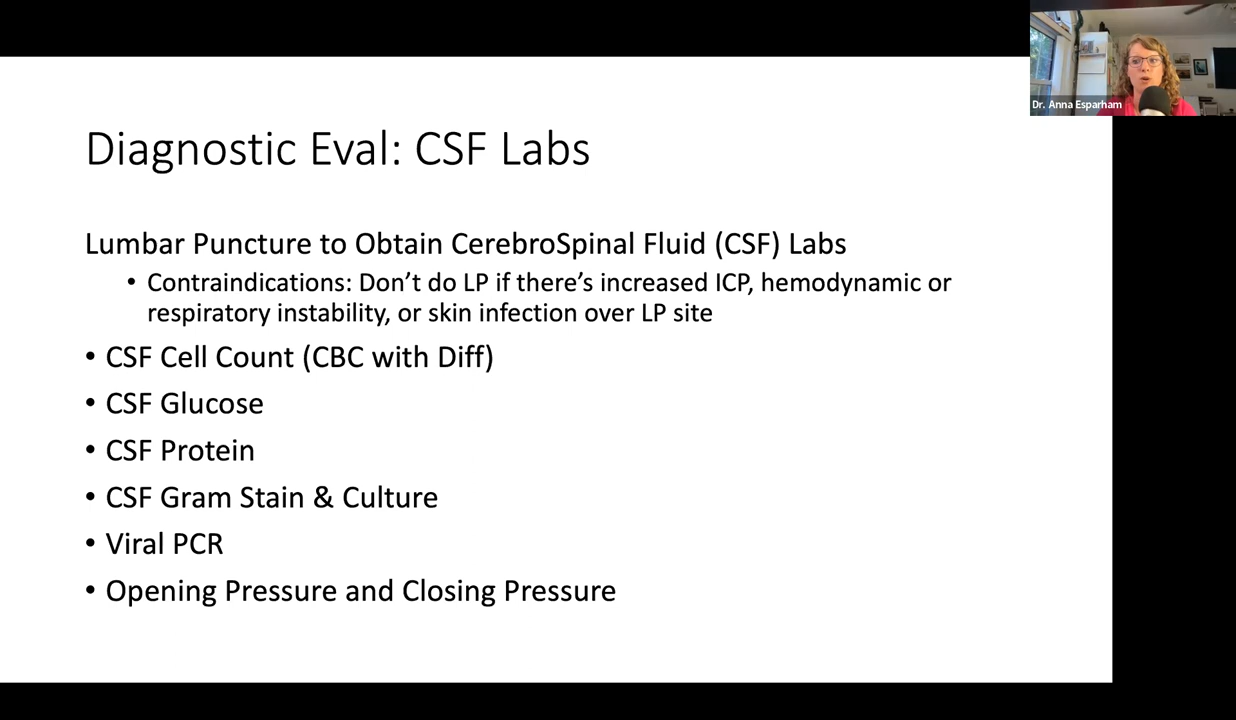 Dr. Anna Esparham
Diagnostic Eval: CSF Labs
Lumbar Puncture to Obtain CerebroSpinal Fluid (CSF) Labs
• Contraindications: Don’t do LP if there’s increased ICP, hemodynamic or
respiratory instability, or skin infection over LP site
• CSF Cell Count (CBC with Diff)
• CSF Glucose
• CSF Protein
• CSF Gram Stain & Culture
• Viral PCR
• Opening Pressure and Closing Pressure